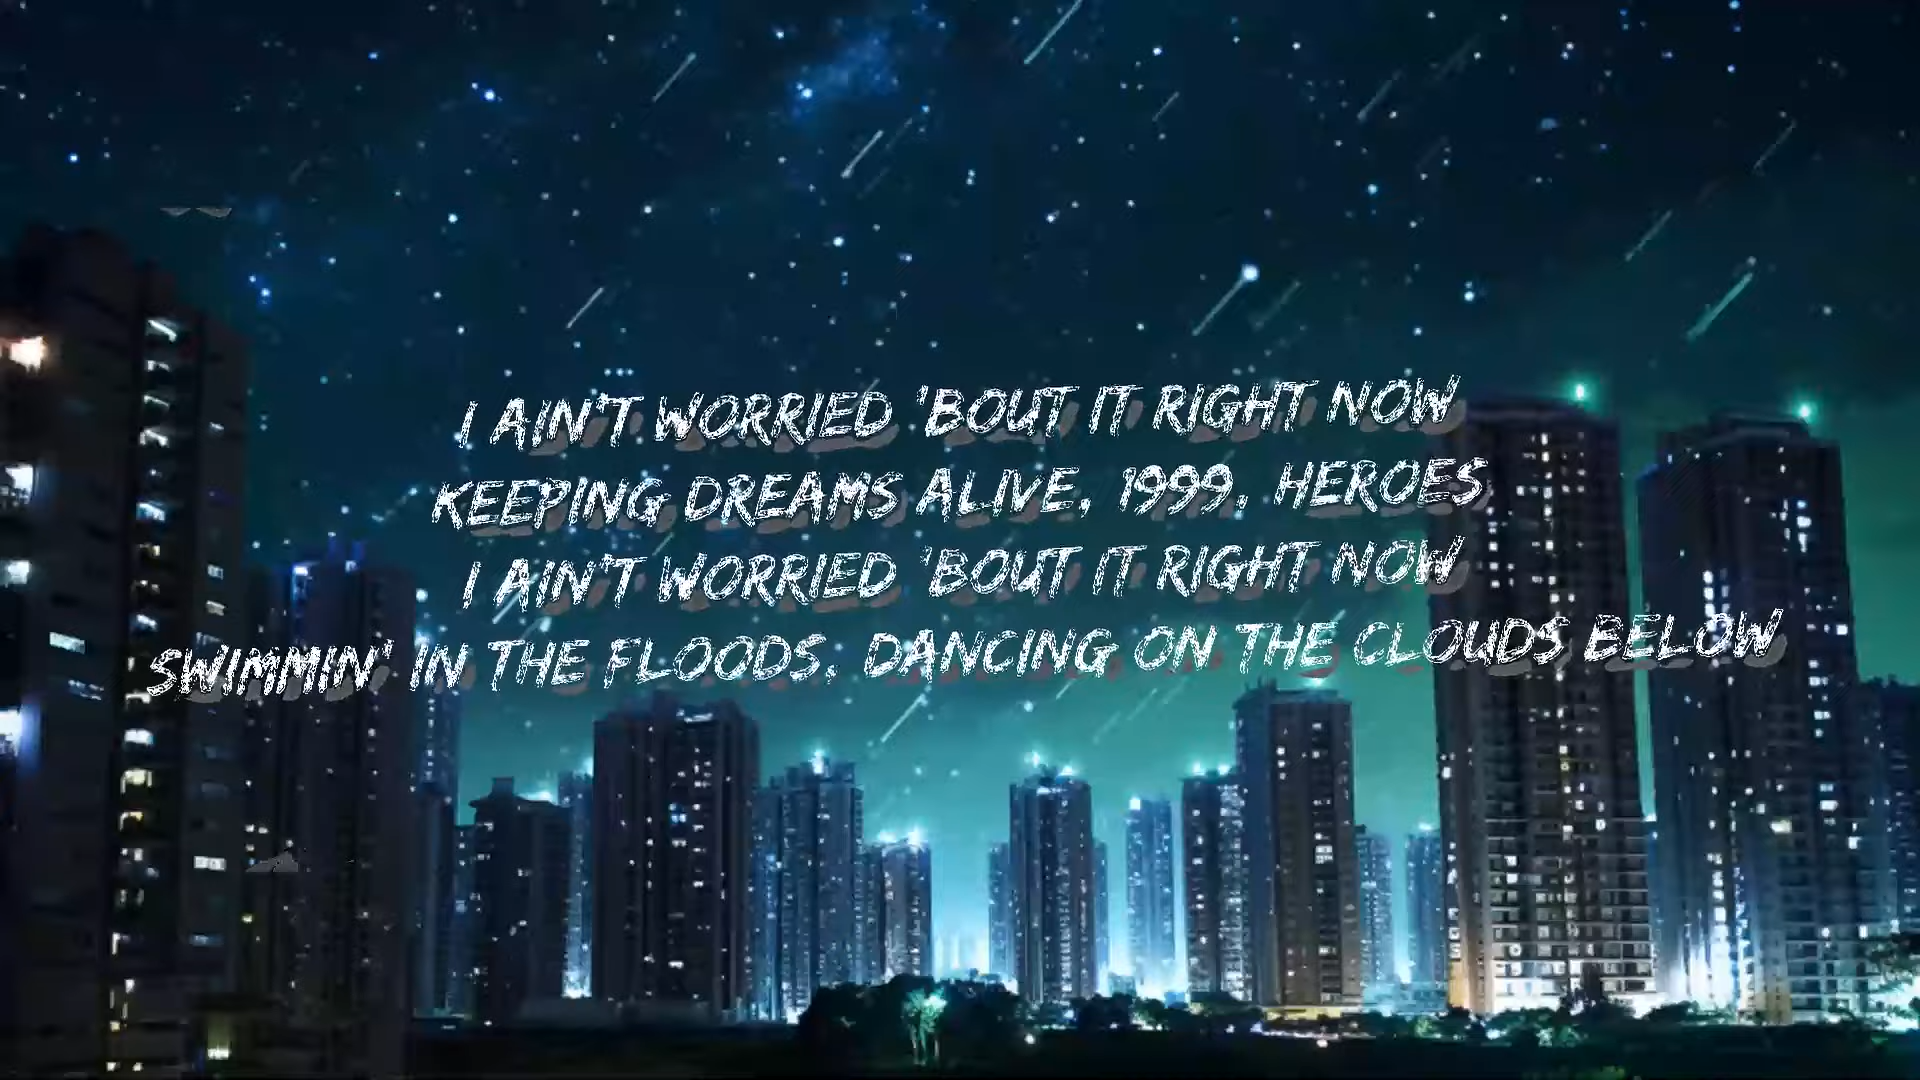 I AIN'T WORRIED 'BOUT IT RIGHT NOW
KEEPING DREAMS ALIVE, 1999, HEROES
I AIN'T WORRIED 'BOUT IT RIGHT NOW
SWIMMIN' IN THE FLOODS, DANCING ON THE CLOUDS BELOW